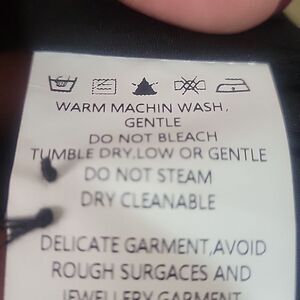 WARM MACHIN WASH,
GENTLE
DO NOT BLEACH
TUMBLE DRY,LOW OR GENTLE
DO NOT STEAM
DRY CLEANABLE
DELICATE GARMENT,AVOID
ROUGH SURGACES AND
JEWELLERY GARMENT